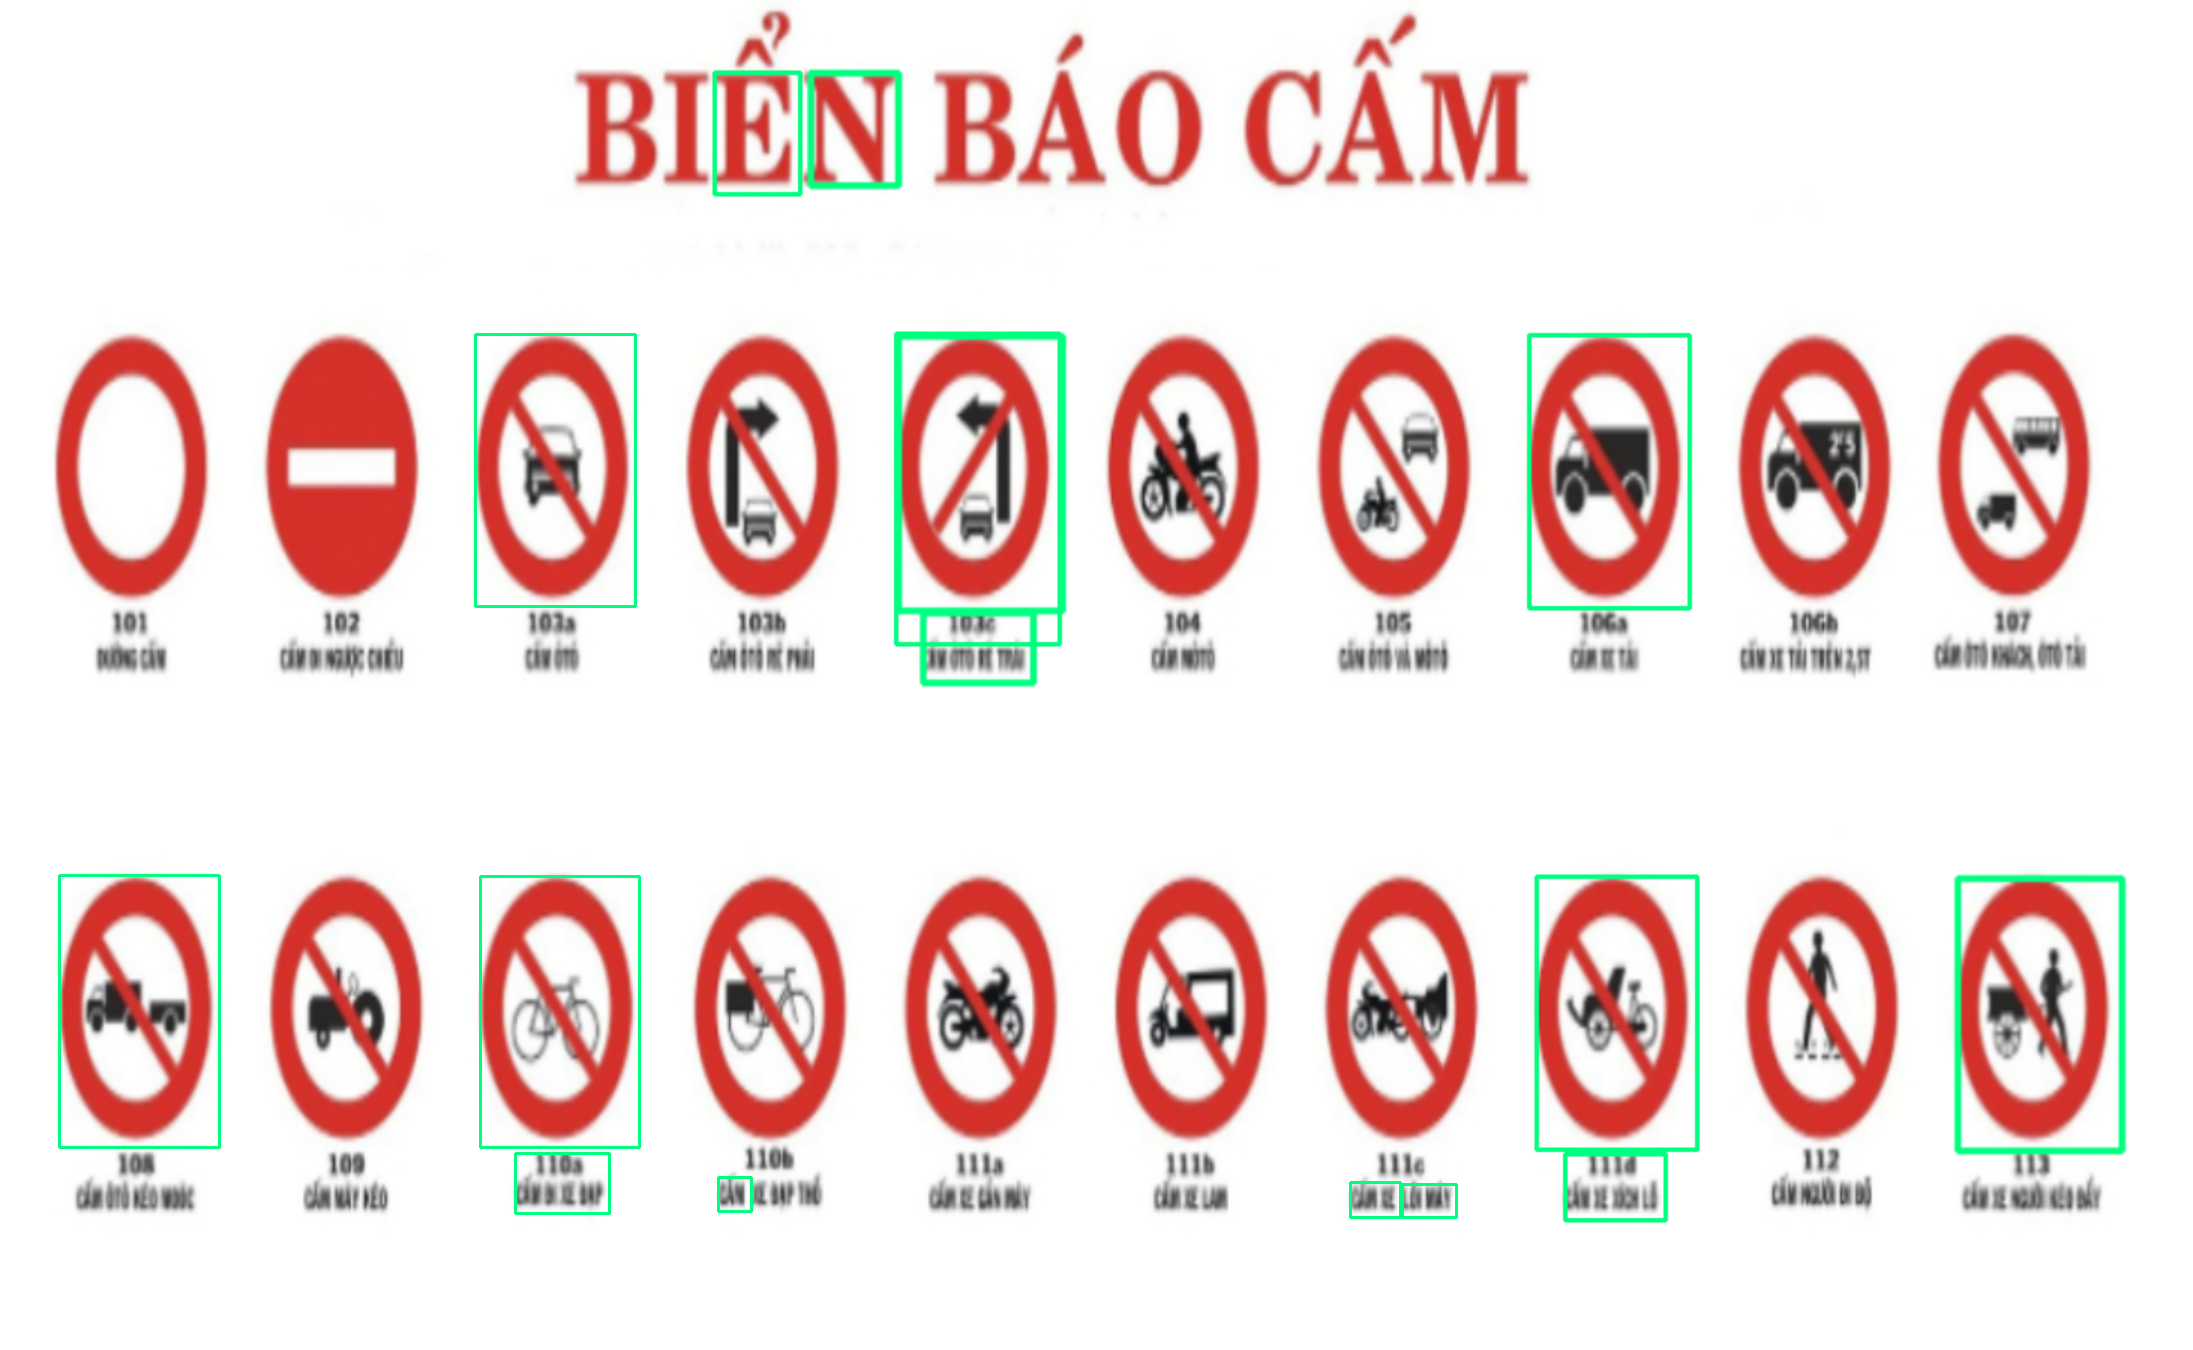 BIỂN BÁO CẤM
2,5
101 102 103a 103b 103c 104 105 106a 106b 107
ĐƯỜNG CẤM CẤM ĐI NGƯỢC CHIỀU CẤM ÔTÔ CẤM ÔTÔ RẼ PHẢI CẤM ÔTÔ RẼ TRÁI CẤM MÔTÔ CẤM ÔTÔ VÀ MÔTÔ CẤM XE TẢI CẤM XE TẢI TRÊN 2,5T CẤM ÔTÔ KHÁCH, ÔTÔ TẢI
108 109 110a 110b 111a 111b 111c 111d 112 113
CẤM ÔTÔ KÉO MOÓC CẤM MÁY KÉO CẤM ĐI XE ĐẠP CẤM XE ĐẠP THỒ CẤM XE GẮN MÁY CẤM XE LAM CẤM XE LÔI MÁY CẤM XE XÍCH LÔ CẤM NGƯỜI ĐI BỘ CẤM XE NGƯỜI KÉO ĐẨY